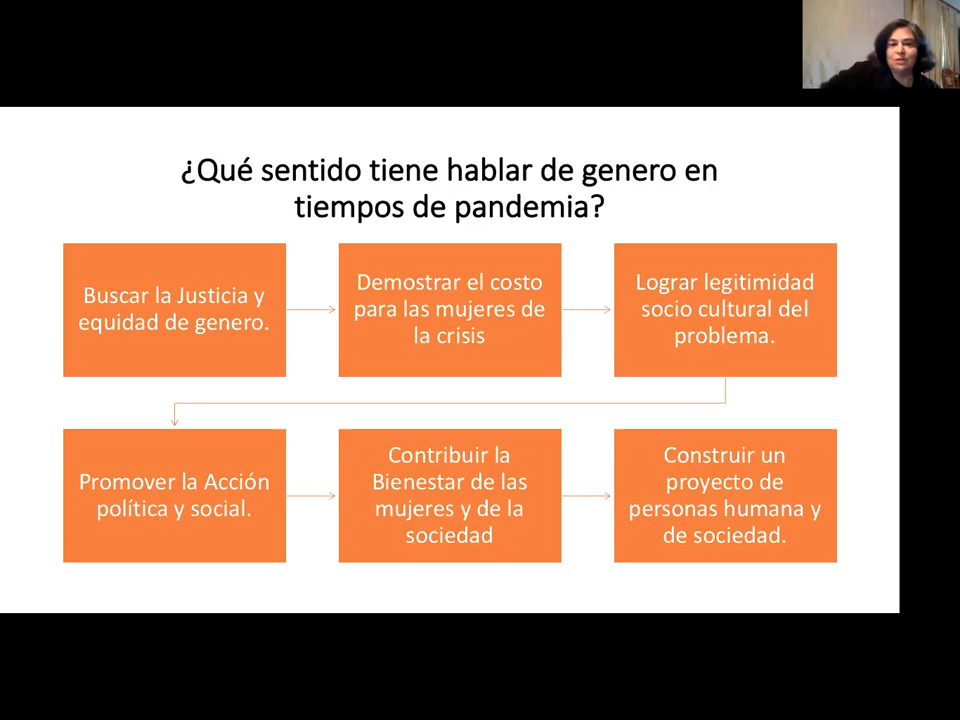 ¿Qué sentido tiene hablar de genero en
tiempos de pandemia?
Buscar la Justicia y
equidad de genero.
Demostrar el costo
para las mujeres de
la crisis
Lograr legitimidad
socio cultural del
problema.
Promover la Acción
política y social.
Contribuir la
Bienestar de las
mujeres y de la
sociedad
Construir un
proyecto de
personas humana y
de sociedad.